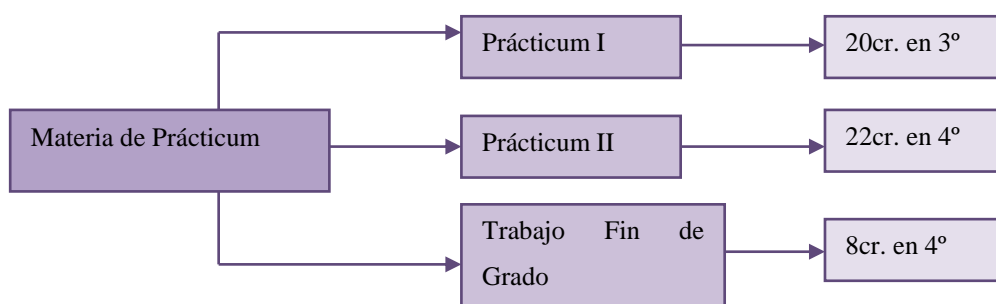 Prácticum I
20cr. en 3º
Materia de Prácticum
Prácticum II
22cr. en 4º
Trabajo Fin de
Grado
8cr. en 4º